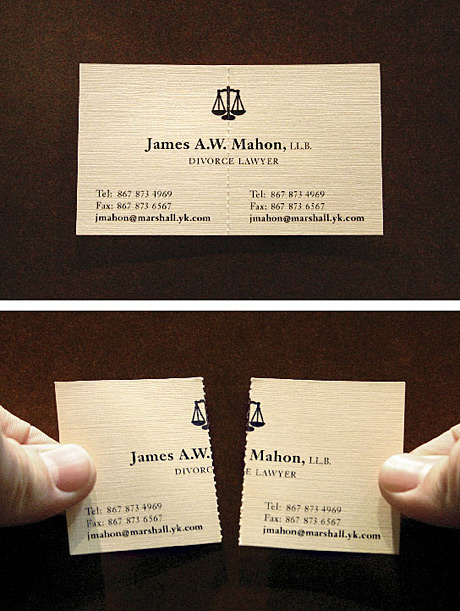 James A.W. Mahon, LL.B.
DIVORCE LAWYER
Tel: 867 873 4969
Fax: 867 873 6567
jmahon@marshall.yk.com
Tel: 867 873 4969
Fax: 867 873 6567
jmahon@marshall.yk.com
James A.W.
DIVORC
Tel: 867 873 4969
Fax: 867 873 6567
jmahon@marshall.yk.com
Mahon, LL.B.
E LAWYER
Tel: 867 873 4969
Fax: 867 873 6567
jmahon@marshall.yk.com